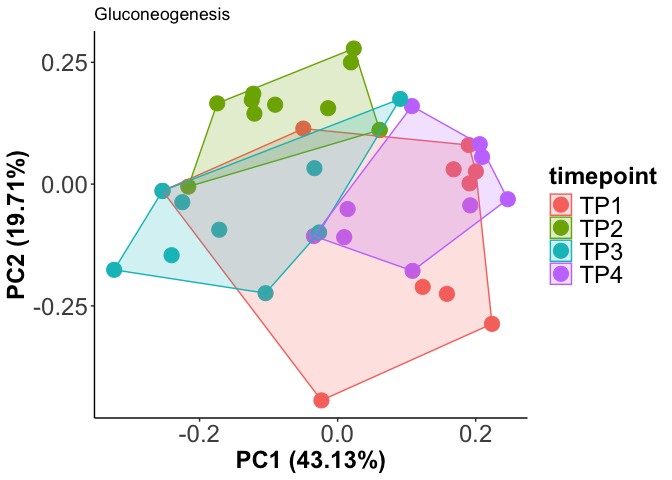 Gluconeogenesis
PC2 (19.71%)
0.25
0.00
-0.25
-0.2
0.0
0.2
PC1 (43.13%)
timepoint
TP1
TP2
TP3
TP4